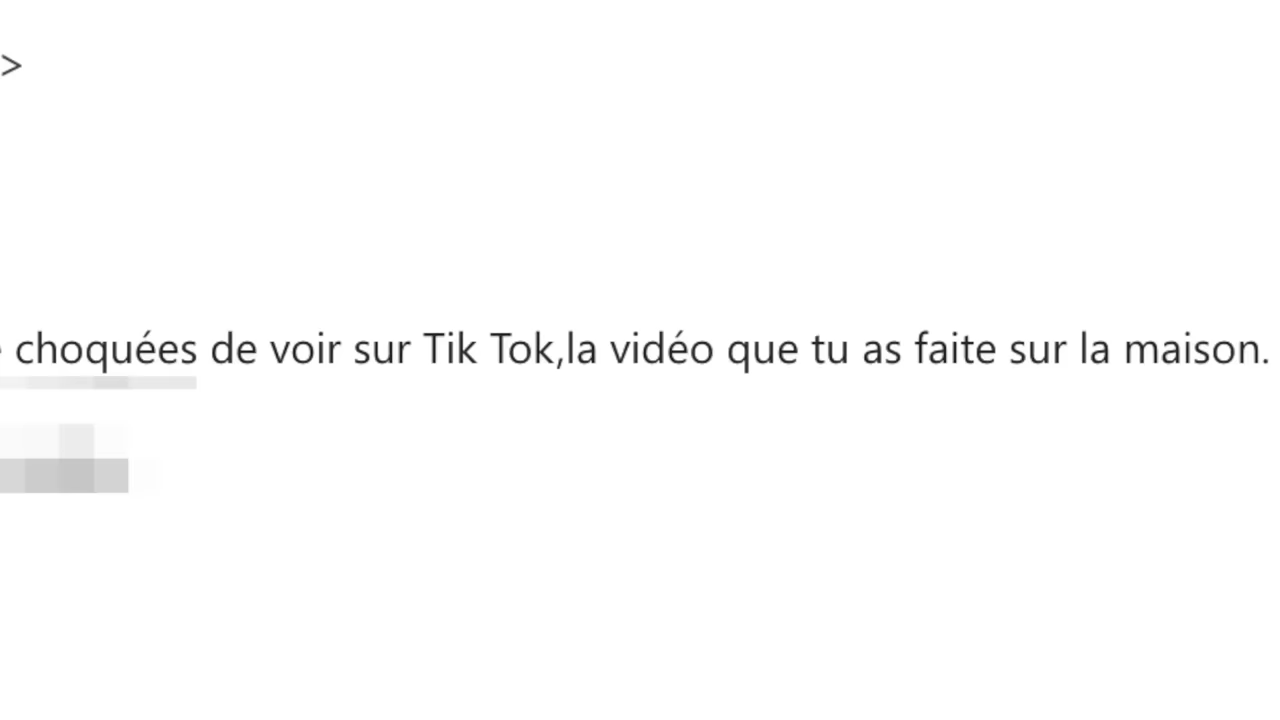 >
choquées de voir sur Tik Tok,la vidéo que tu as faite sur la maison.